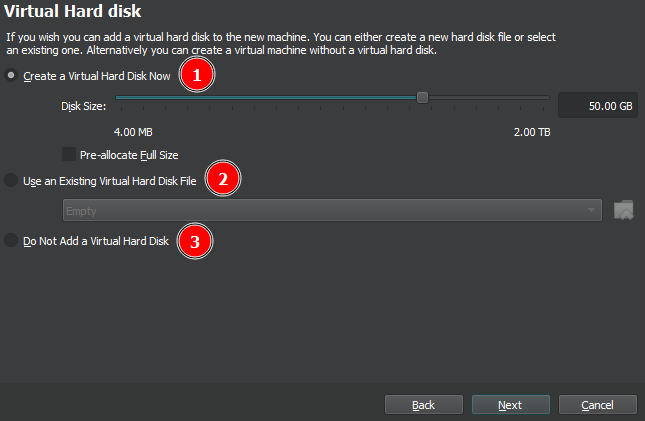 Virtual Hard disk
If you wish you can add a virtual hard disk to the new machine. You can either create a new hard disk file or select
an existing one. Alternatively you can create a virtual machine without a virtual hard disk.
Create a Virtual Hard Disk Now 1
Disk Size: 50.00 GB
4.00 MB 2.00 TB
Pre-allocate Full Size
Use an Existing Virtual Hard Disk File 2
Empty
Do Not Add a Virtual Hard Disk 3
Back Next Cancel